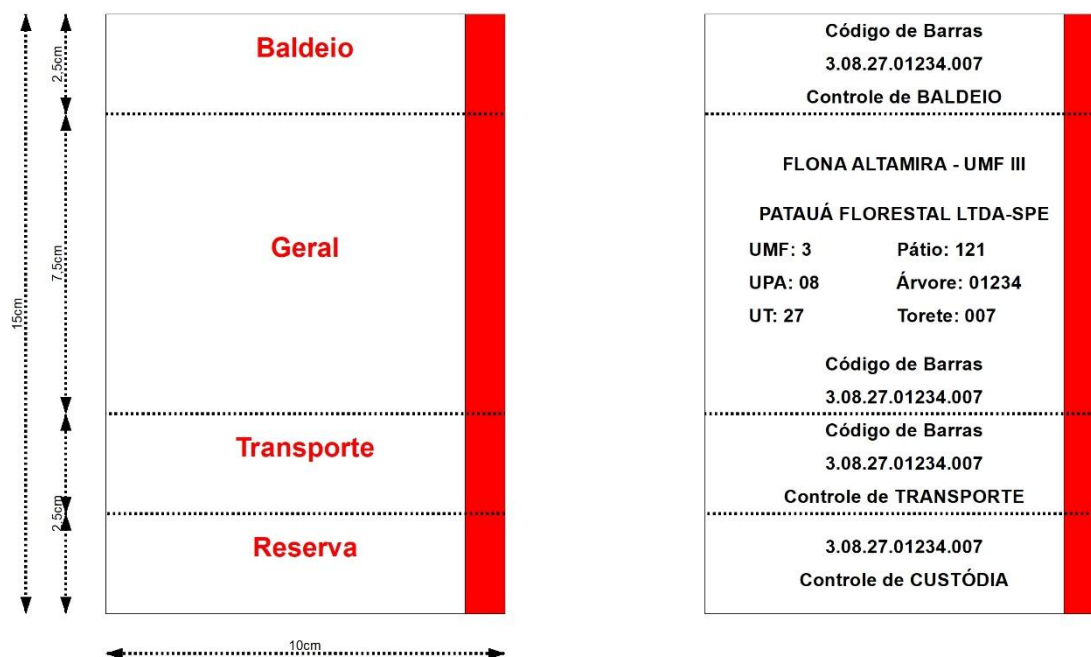 15cm
2.5cm
7.5cm
2.5cm
10cm
Baldeio
Geral
Transporte
Reserva
Código de Barras
3.08.27.01234.007
Controle de BALDEIO
FLONA ALTAMIRA - UMF III
PATAUÁ FLORESTAL LTDA-SPE
UMF: 3 Pátio: 121
UPA: 08 Árvore: 01234
UT: 27 Torete: 007
Código de Barras
3.08.27.01234.007
Código de Barras
3.08.27.01234.007
Controle de TRANSPORTE
3.08.27.01234.007
Controle de CUSTÓDIA